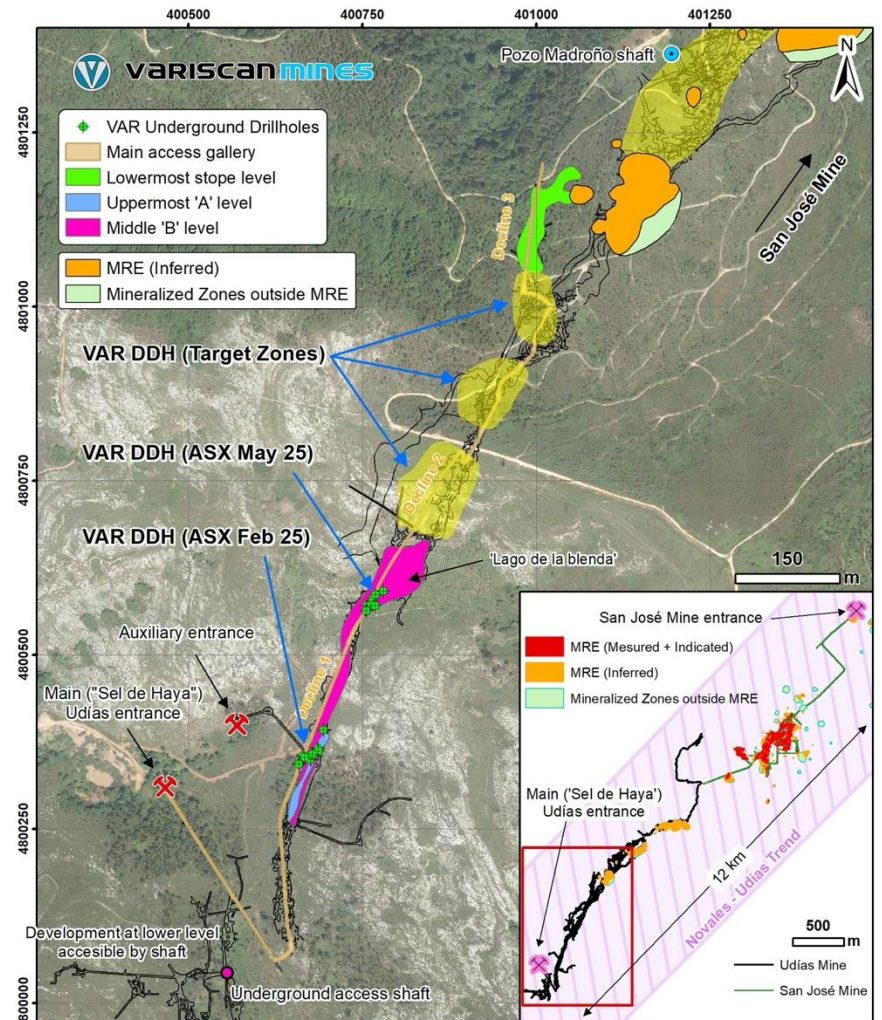 400500 400750 401000 401250
VARISCAN MINES
Pozo Madroño shaft
N
VAR Underground Drillholes
Main access gallery
Lowermost stope level
Uppermost 'A' level
Middle 'B' level
MRE (Inferred)
Mineralized Zones outside MRE
4801250
4801000
4800750
4800500
4800250
4800000
San José Mine
Decline 3
VAR DDH (Target Zones)
VAR DDH (ASX May 25)
Decline 2
VAR DDH (ASX Feb 25)
'Lago de la blenda'
150
m
Auxiliary entrance
Decline 1
Main ("Sel de Haya")
Udías entrance
Development at lower level
accesible by shaft
Underground access shaft
San José Mine entrance
MRE (Mesured + Indicated)
MRE (Inferred)
Mineralized Zones outside MRE
Main ('Sel de Haya')
Udías entrance
12 km
Novales - Udías Trend
500
m
Udías Mine
San José Mine